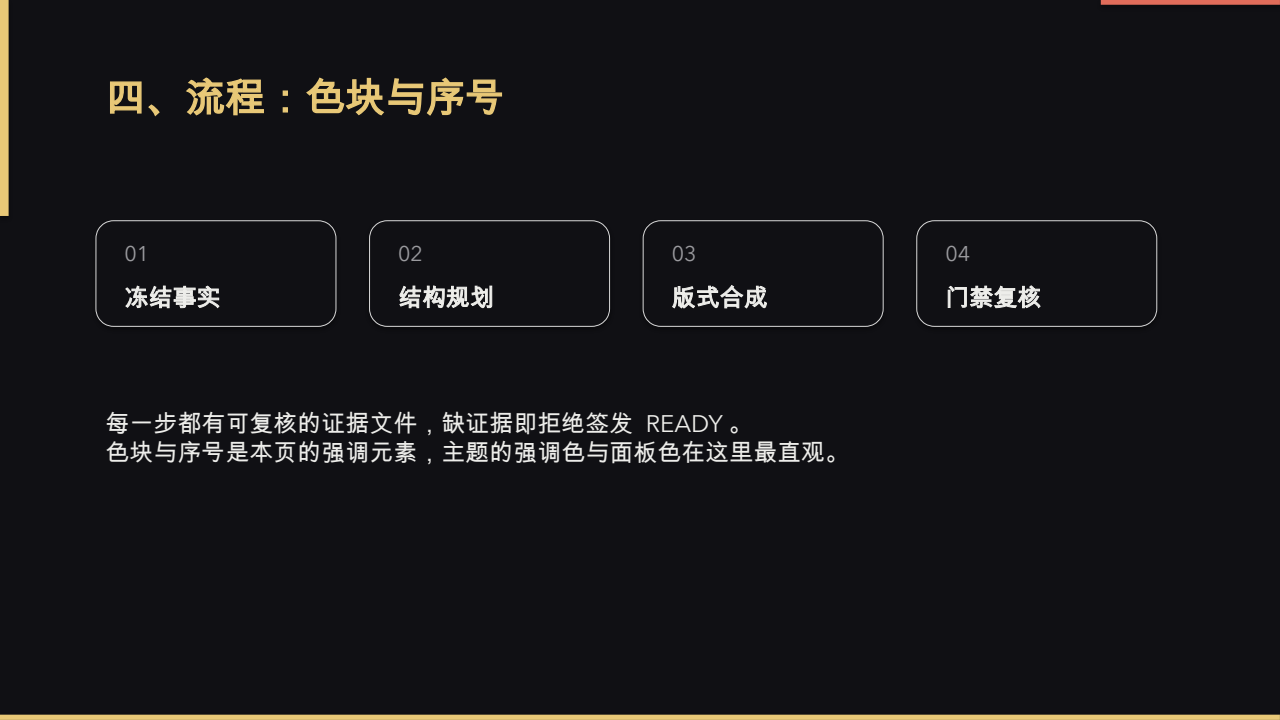 四、流程：色块与序号
01
冻结事实
02
结构规划
03
版式合成
04
门禁复核
每一步都有可复核的证据文件，缺证据即拒绝签发 READY。
色块与序号是本页的强调元素，主题的强调色与面板色在这里最直观。